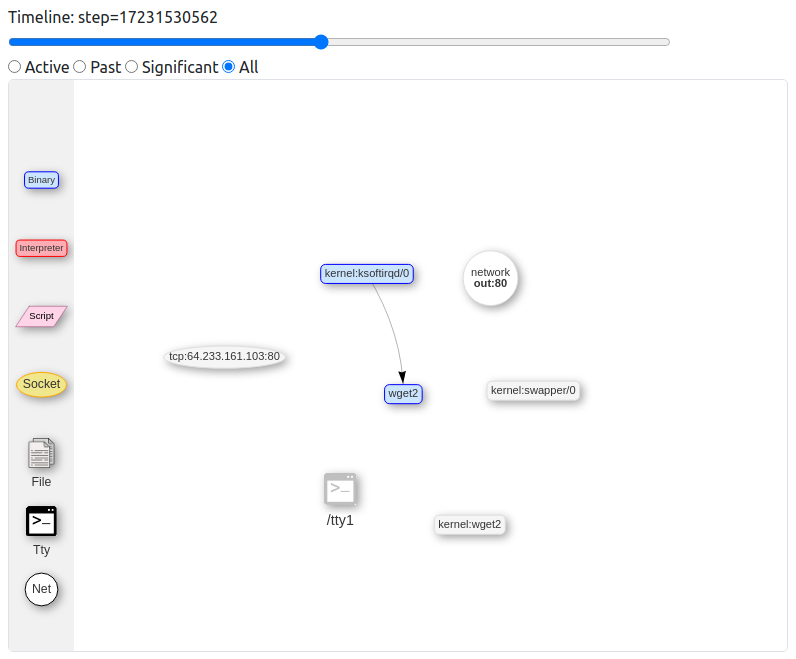 Timeline: step=17231530562
Active Past Significant All
Binary
Interpreter
Script
Socket
File
Tty
Net
kernel:ksoftirqd/0
network
out:80
tcp:64.233.161.103:80
wget2
kernel:swapper/0
/tty1
kernel:wget2